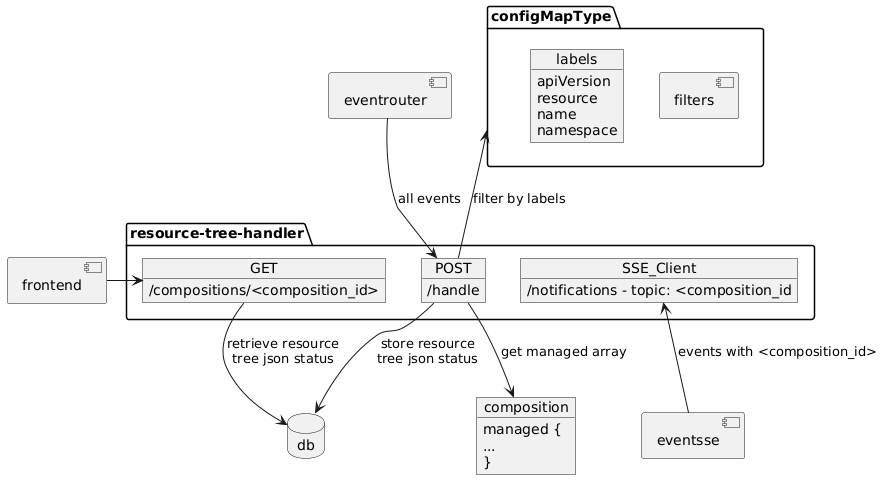 configMapType
labels
apiVersion
resource
name
namespace
filters
eventrouter
all events
filter by labels
resource-tree-handler
frontend
GET
/compositions/<composition_id>
POST
/handle
SSE_Client
/notifications - topic: <composition_id
retrieve resource
tree json status
store resource
tree json status
get managed array
events with <composition_id>
db
composition
managed {
...
}
eventsse